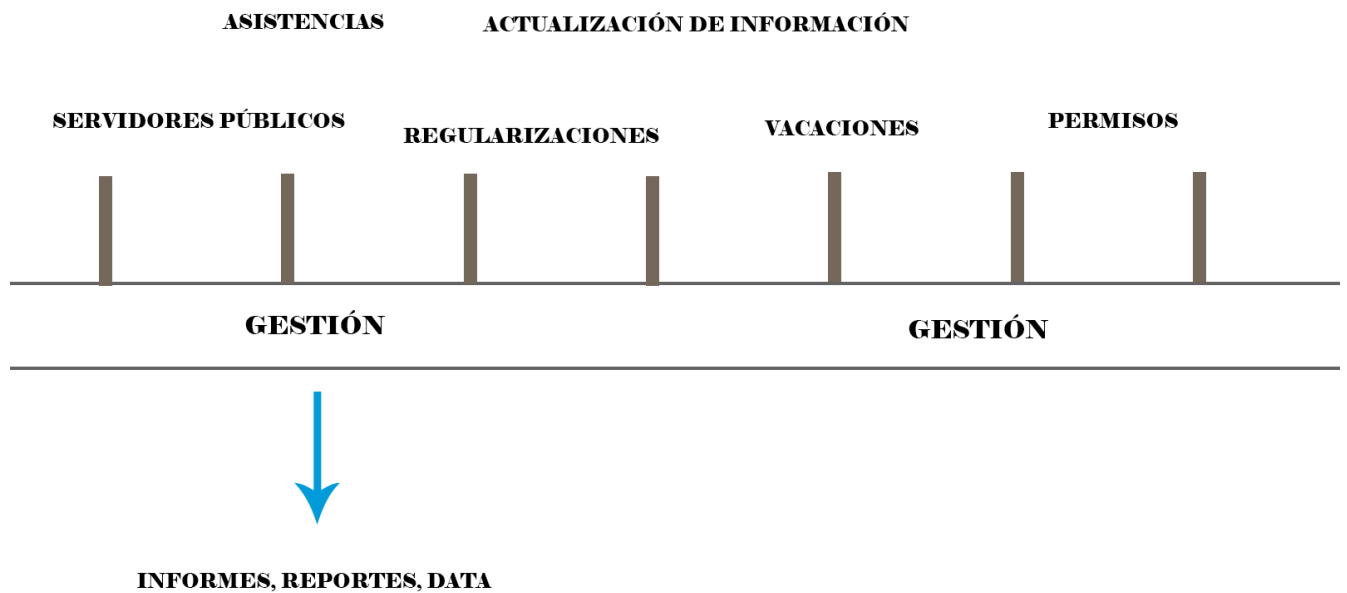 ASISTENCIAS
ACTUALIZACIÓN DE INFORMACIÓN
SERVIDORES PÚBLICOS
REGULARIZACIONES
VACACIONES
PERMISOS
GESTIÓN
GESTIÓN
INFORMES, REPORTES, DATA